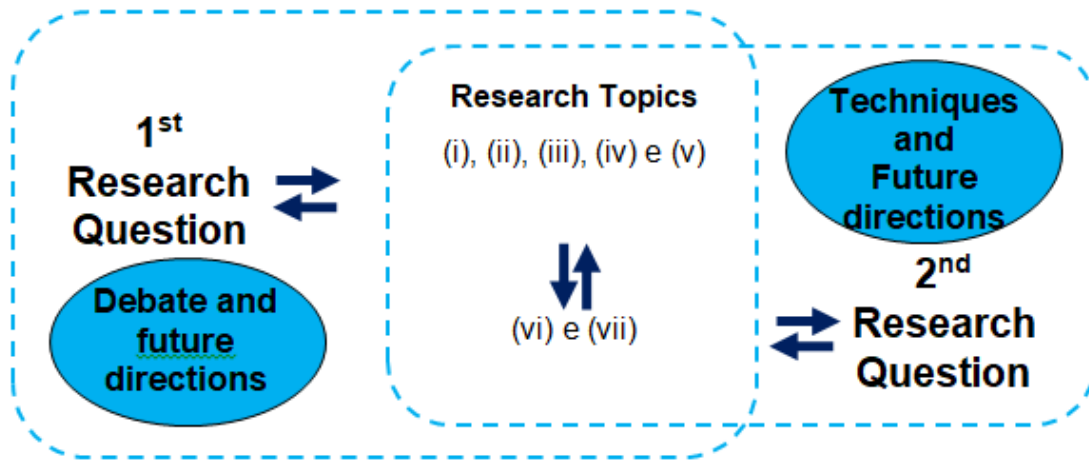 1st
Research
Question
Debate and
future
directions
Research Topics
(i), (ii), (iii), (iv) e (v)
(vi) e (vii)
Techniques
and
Future
directions
2nd
Research
Question